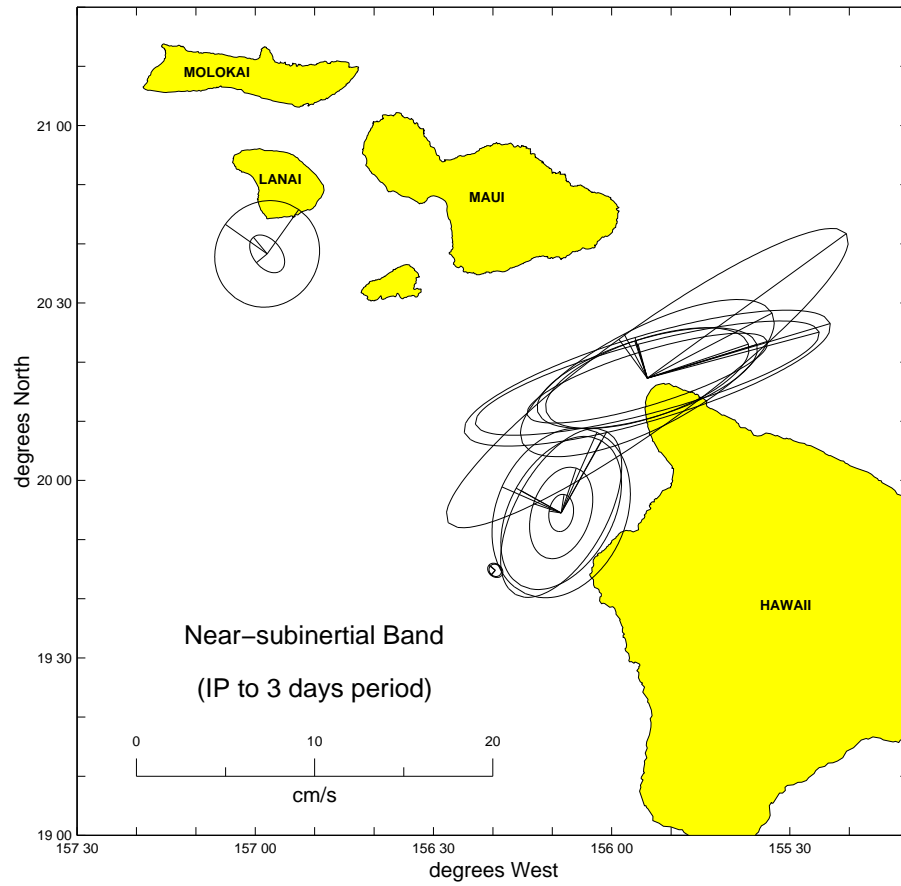 MOLOKAI
21 00
LANAI
MAUI
20 30
degrees North
20 00
HAWAII
Near−subinertial Band
19 30
(IP to 3 days period)
0 10 20
cm/s
19 00
157 30 157 00 156 30 156 00 155 30
degrees West